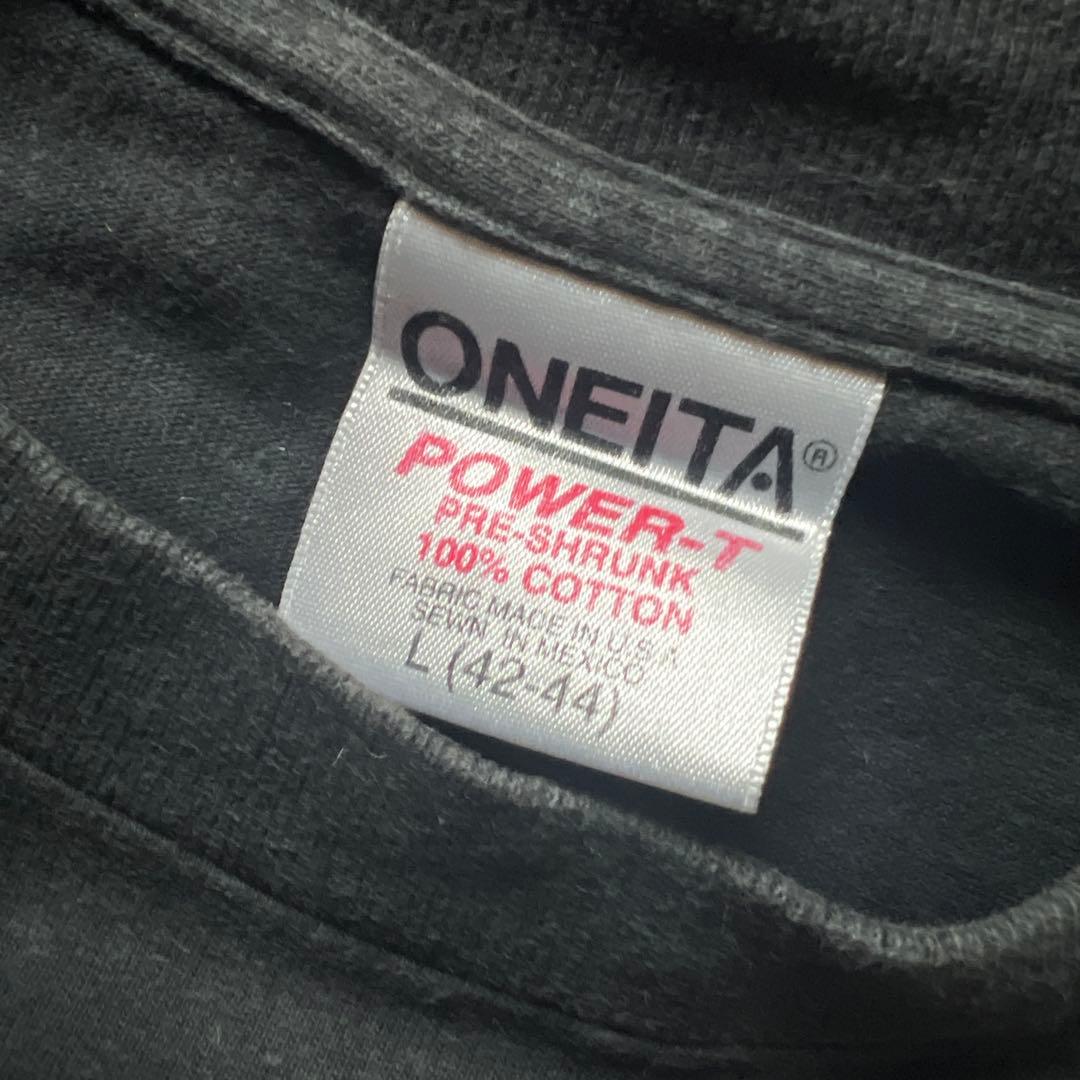 ONEITA®
POWER-T
PRE-SHRUNK
100% COTTON
FABRIC MADE IN U.S.A.
SEWN IN MEXICO
L (42-44)